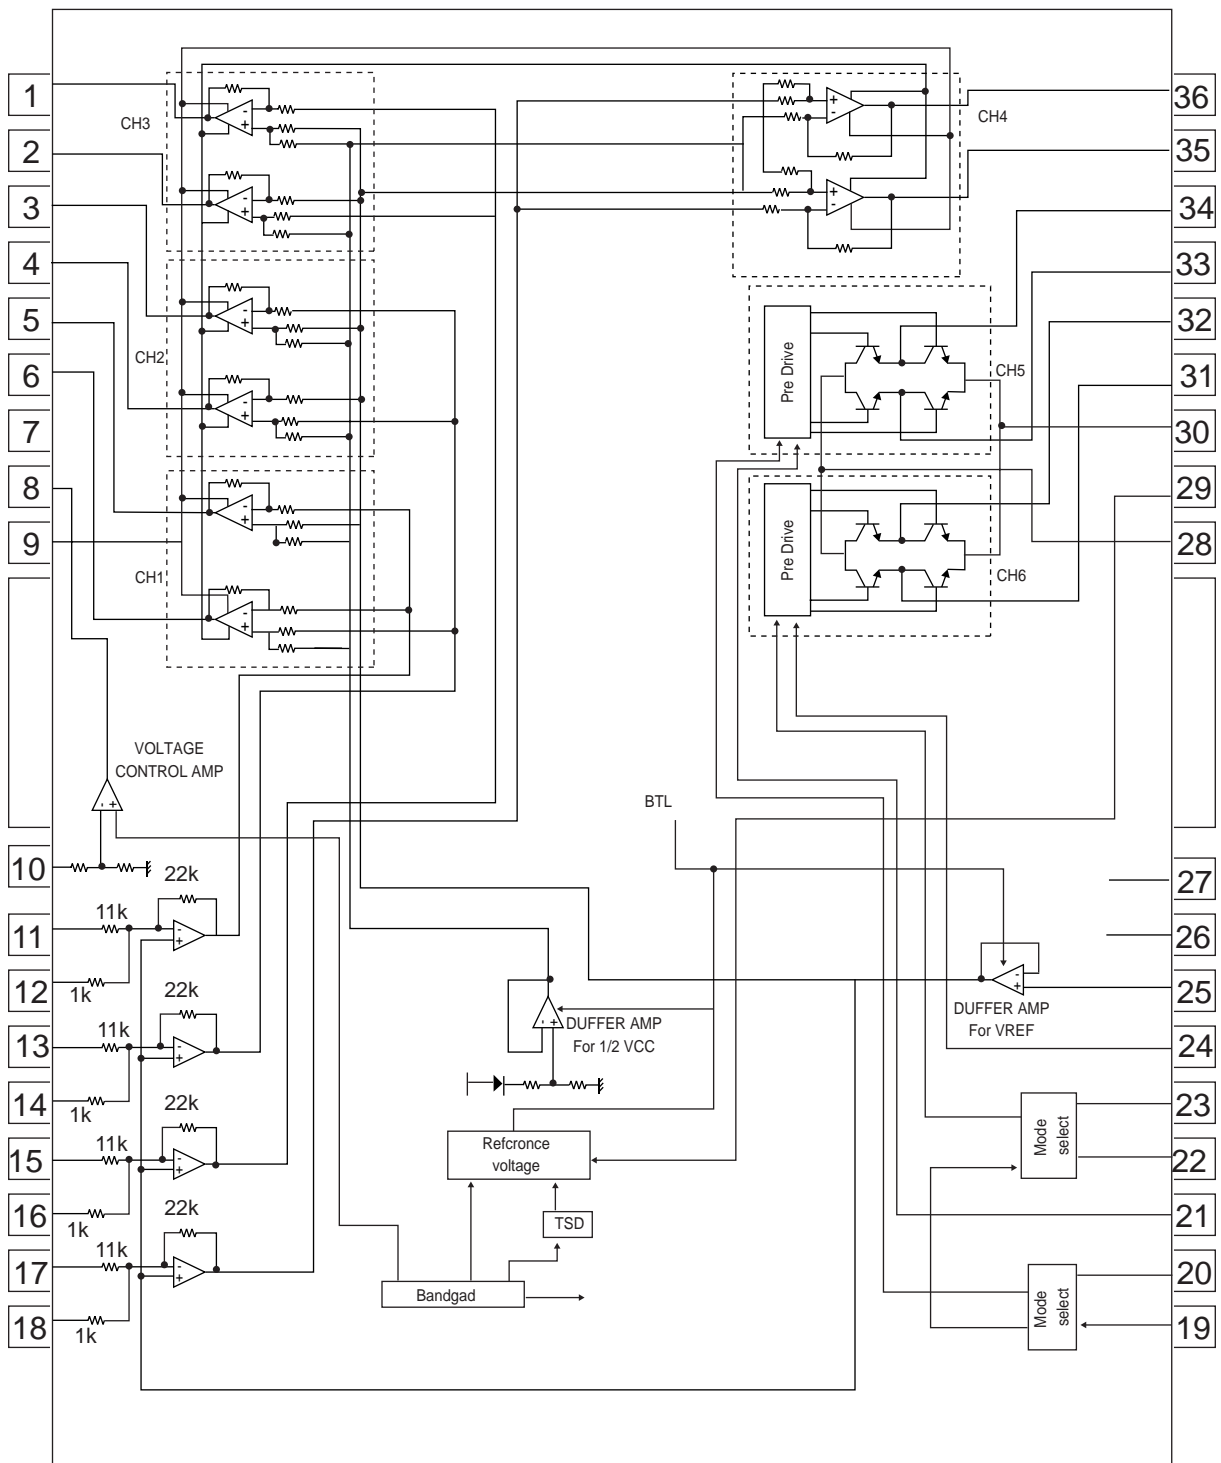 1
36
CH3
CH4
2
35
3
34
4
33
5
32
Pre Drive
CH2
CH5
6
31
7
30
8
29
9
28
Pre Drive
CH1
CH6
VOLTAGE
CONTROL AMP
- +
BTL
10
27
22k
11k
11
26
12
1k
25
DUFFER AMP
For VREF
22k
11k
13
DUFFER AMP
For 1/2 VCC
24
14
1k
23
22k
11k
15
Refcronce
voltage
Mode
select
22
16
1k
TSD
21
22k
11k
17
Bandgad
20
Mode
select
18
1k
19